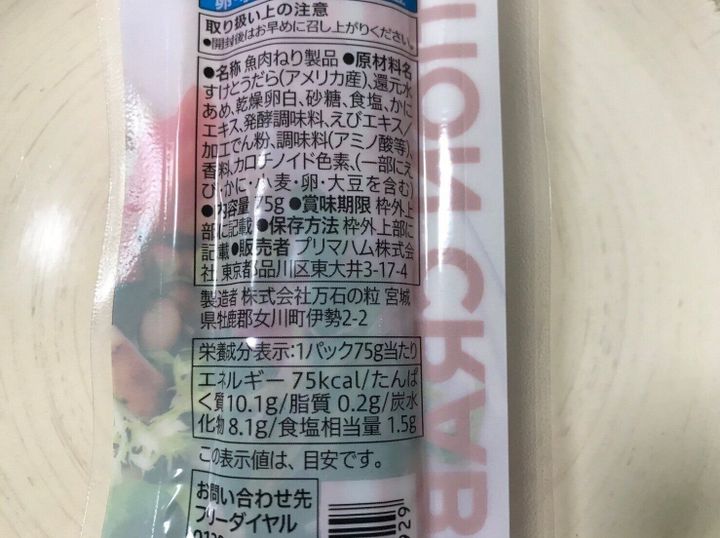 取り扱い上の注意
●開封後はお早めに召し上がりください。
●名称 魚肉ねり製品 ●原材料名
すけとうだら(アメリカ産)、還元水
あめ、乾燥卵白、砂糖、食塩、かに
エキス、発酵調味料、えびエキス/
加工でん粉、調味料(アミノ酸等)、
香料、カロチノイド色素、(一部にえ
び・かに・小麦・卵・大豆を含む)
●内容量 75g ●賞味期限 枠外上
部に記載 ●保存方法 枠外上部に
記載 ●販売者 プリマハム株式会
社 東京都品川区東大井3-17-4
製造者 株式会社万石の粒 宮城
県牡鹿郡女川町伊勢2-2
栄養成分表示:1パック75g当たり
エネルギー 75kcal/たんぱ
く質10.1g/脂質 0.2g/炭水
化物 8.1g/食塩相当量 1.5g
この表示値は、目安です。
お問い合わせ先
フリーダイヤル
CRAB